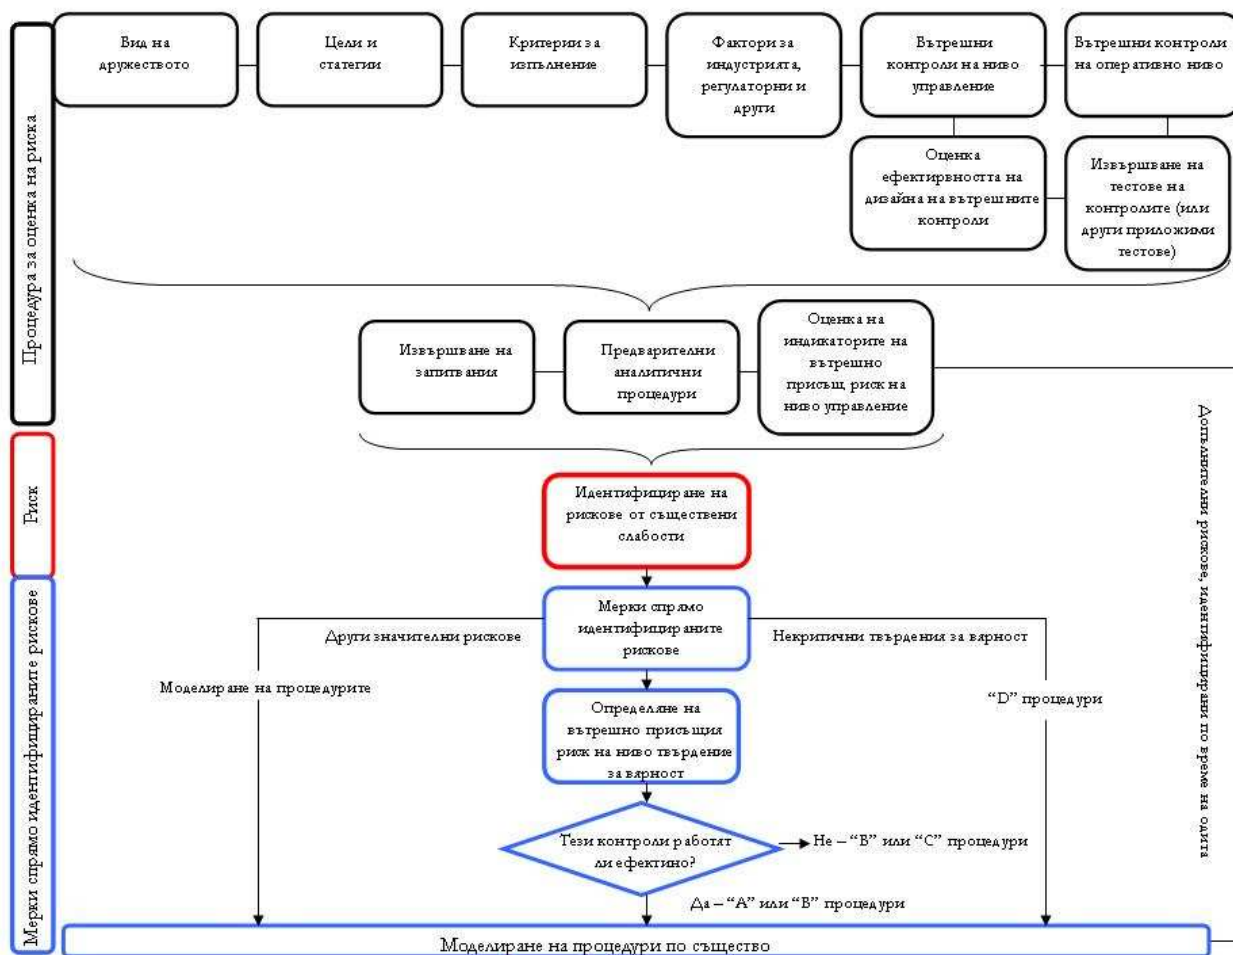 Процедура за оценка на риска
Вид на
дружеството
Цели и
статегии
Критерии за
изпълнение
Фактори за
индустрията,
регулаторни и
други
Вътрешни
контроли на ниво
управление
Вътрешни контроли
на оперативно ниво
Оценка
ефектирвността на
дизайна на вътрешните
контроли
Извършване на
тестове на
контролите (или
други приложими
тестове)
Извършване на
запитвания
Предварителни
аналитични
процедури
Оценка на
индикаторите на
вътрешно
присъщ риск на
ниво управление
Риск
Идентифициране на
рискове от съществени
слабости
Допълнителни рискове, идентифицирани по време на одита
Мерки спрямо идентифицираните рискове
Мерки спрямо
идентифицираните
рискове
Други значителни рискове
Некритични твърдения за вярност
Моделиране на процедурите
“D” процедури
Определяне на
вътрешно присъщия
риск на ниво твърдение
за вярност
Тези контроли работят
ли ефектино?
Не – “B” или “C” процедури
Да – “A” или “B” процедури
Моделиране на процедури по същество